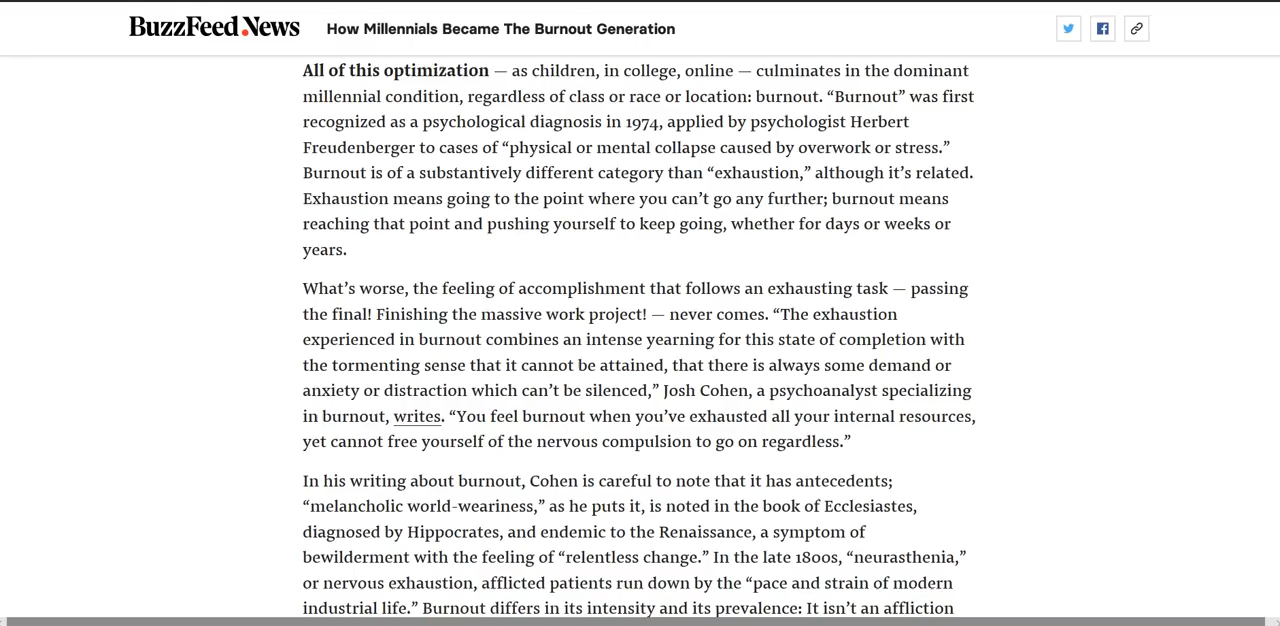 BuzzFeed News
How Millennials Became The Burnout Generation
All of this optimization — as children, in college, online — culminates in the dominant
millennial condition, regardless of class or race or location: burnout. “Burnout” was first
recognized as a psychological diagnosis in 1974, applied by psychologist Herbert
Freudenberger to cases of “physical or mental collapse caused by overwork or stress.”
Burnout is of a substantively different category than “exhaustion,” although it’s related.
Exhaustion means going to the point where you can’t go any further; burnout means
reaching that point and pushing yourself to keep going, whether for days or weeks or
years.
What’s worse, the feeling of accomplishment that follows an exhausting task — passing
the final! Finishing the massive work project! — never comes. “The exhaustion
experienced in burnout combines an intense yearning for this state of completion with
the tormenting sense that it cannot be attained, that there is always some demand or
anxiety or distraction which can’t be silenced,” Josh Cohen, a psychoanalyst specializing
in burnout, writes. “You feel burnout when you’ve exhausted all your internal resources,
yet cannot free yourself of the nervous compulsion to go on regardless.”
In his writing about burnout, Cohen is careful to note that it has antecedents;
“melancholic world-weariness,” as he puts it, is noted in the book of Ecclesiastes,
diagnosed by Hippocrates, and endemic to the Renaissance, a symptom of
bewilderment with the feeling of “relentless change.” In the late 1800s, “neurasthenia,”
or nervous exhaustion, afflicted patients run down by the “pace and strain of modern
industrial life.” Burnout differs in its intensity and its prevalence: It isn’t an affliction